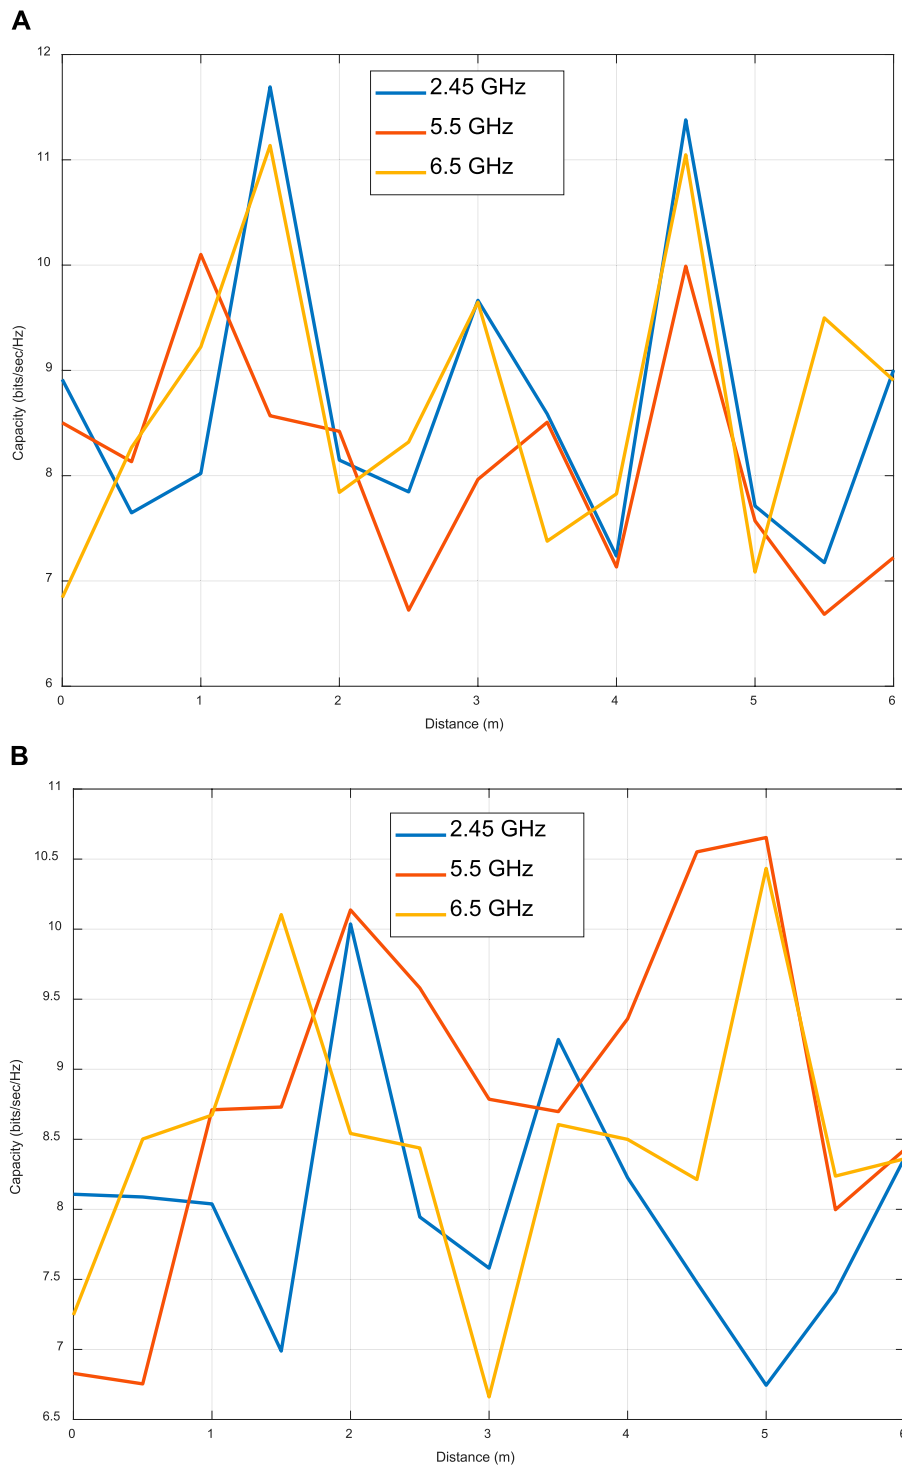 A
12
11
10
9
8
7
6
Capacity (bits/sec/Hz)
2.45 GHz
5.5 GHz
6.5 GHz
0 1 2 3 4 5 6
Distance (m)
B
11
10.5
10
9.5
9
8.5
8
7.5
7
6.5
Capacity (bits/sec/Hz)
2.45 GHz
5.5 GHz
6.5 GHz
0 1 2 3 4 5 6
Distance (m)